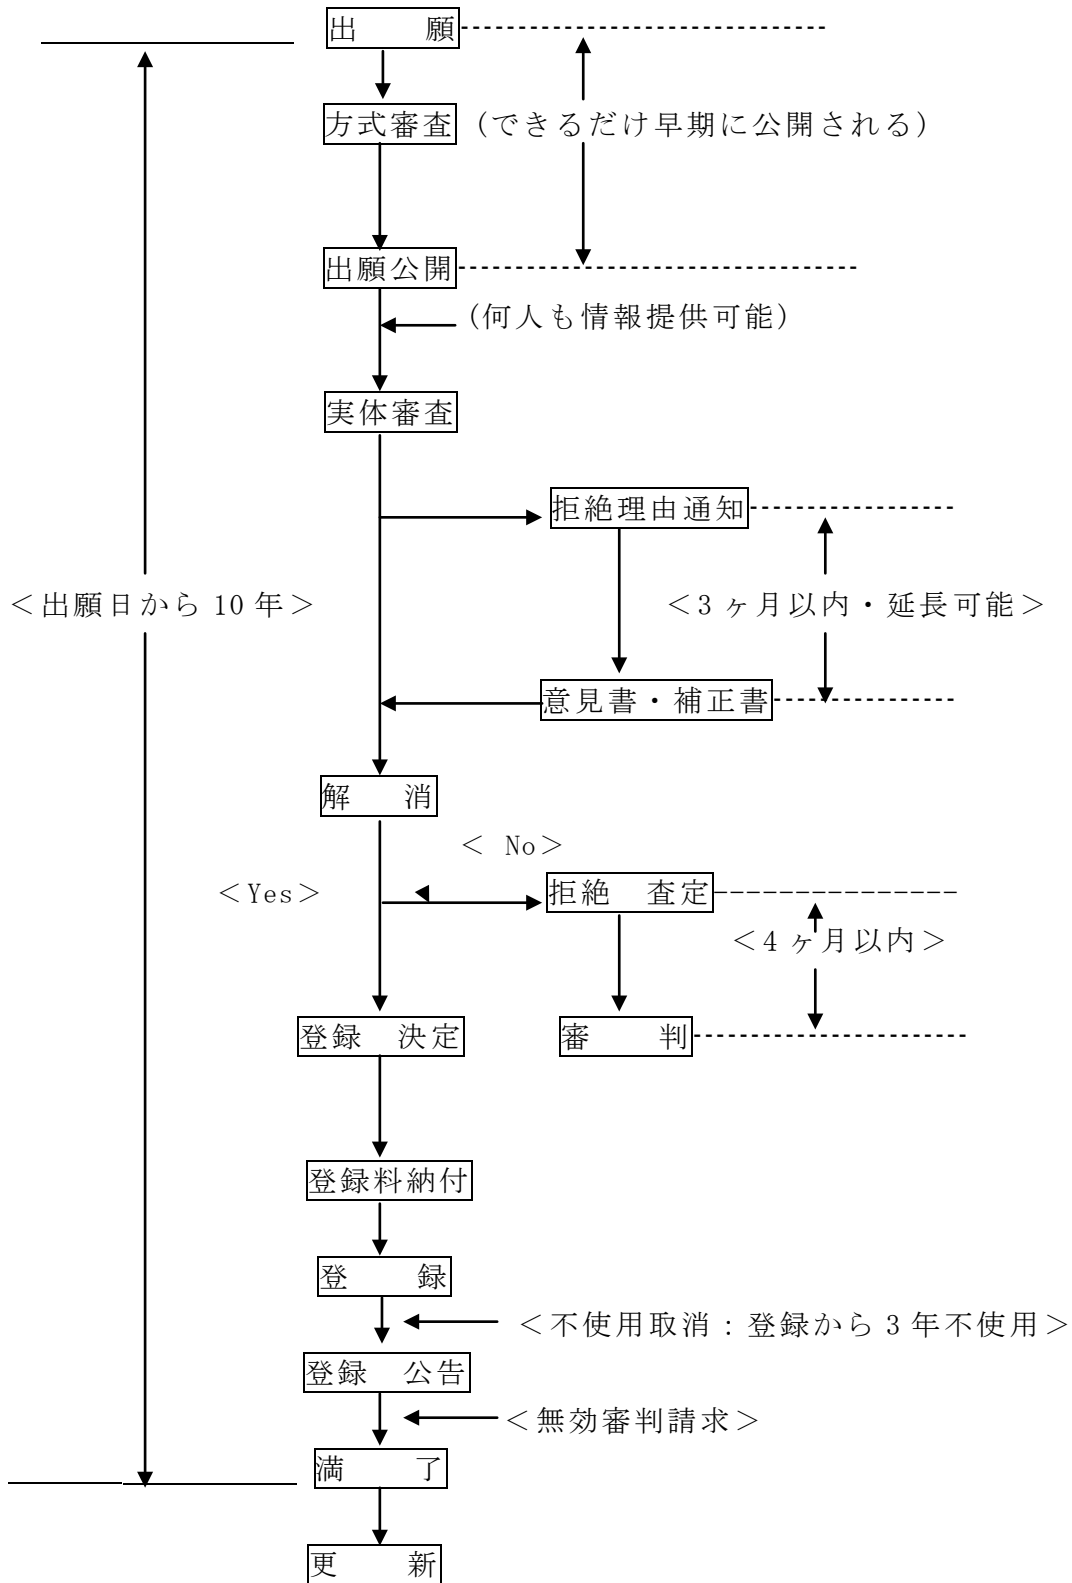 出　　願
方式審査 (できるだけ早期に公開される)
出願公開
(何人も情報提供可能)
実体審査
拒絶理由通知
＜出願日から 10 年＞
＜3 ヶ月以内・延長可能＞
意見書・補正書
解　　消
＜ No＞
＜Yes＞
拒絶　査定
＜4 ヶ月以内＞
登録　決定
審　　判
登録料納付
登　　録
＜不使用取消：登録から 3 年不使用＞
登録　公告
＜無効審判請求＞
満　　了
更　　新